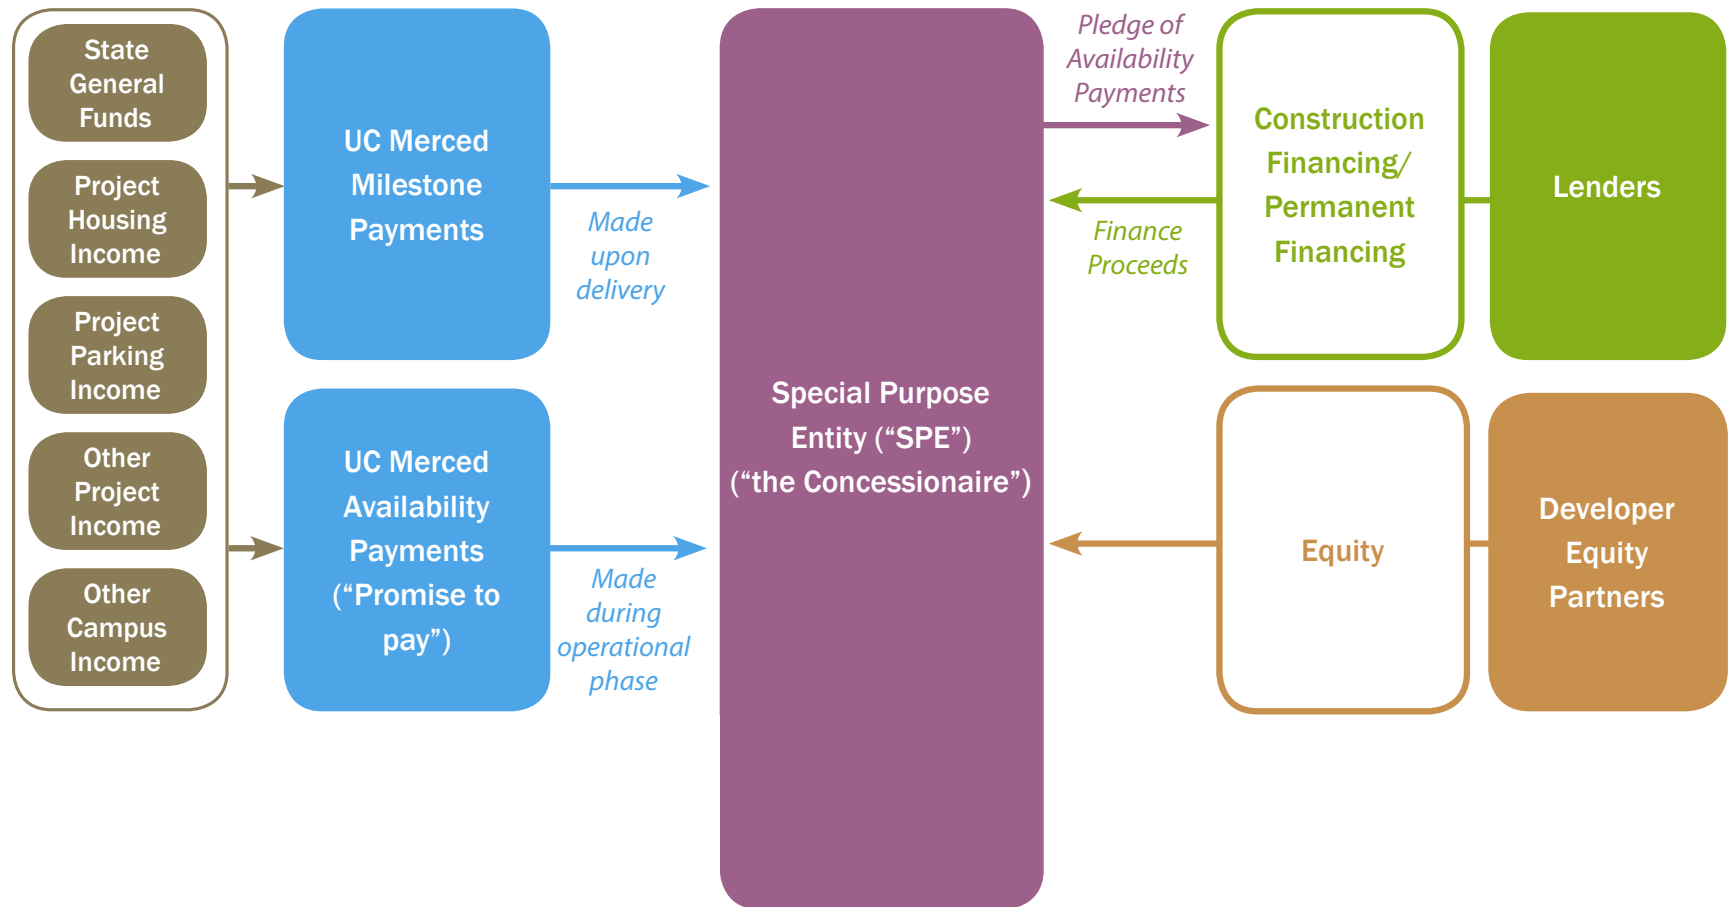 State
General
Funds
Project
Housing
Income
Project
Parking
Income
Other
Project
Income
Other
Campus
Income
UC Merced
Milestone
Payments
UC Merced
Availability
Payments
(“Promise to
pay”)
Made
upon
delivery
Made
during
operational
phase
Special Purpose
Entity (“SPE”)
(“the Concessionaire”)
Pledge of
Availability
Payments
Finance
Proceeds
Construction
Financing/
Permanent
Financing
Lenders
Equity
Developer
Equity
Partners